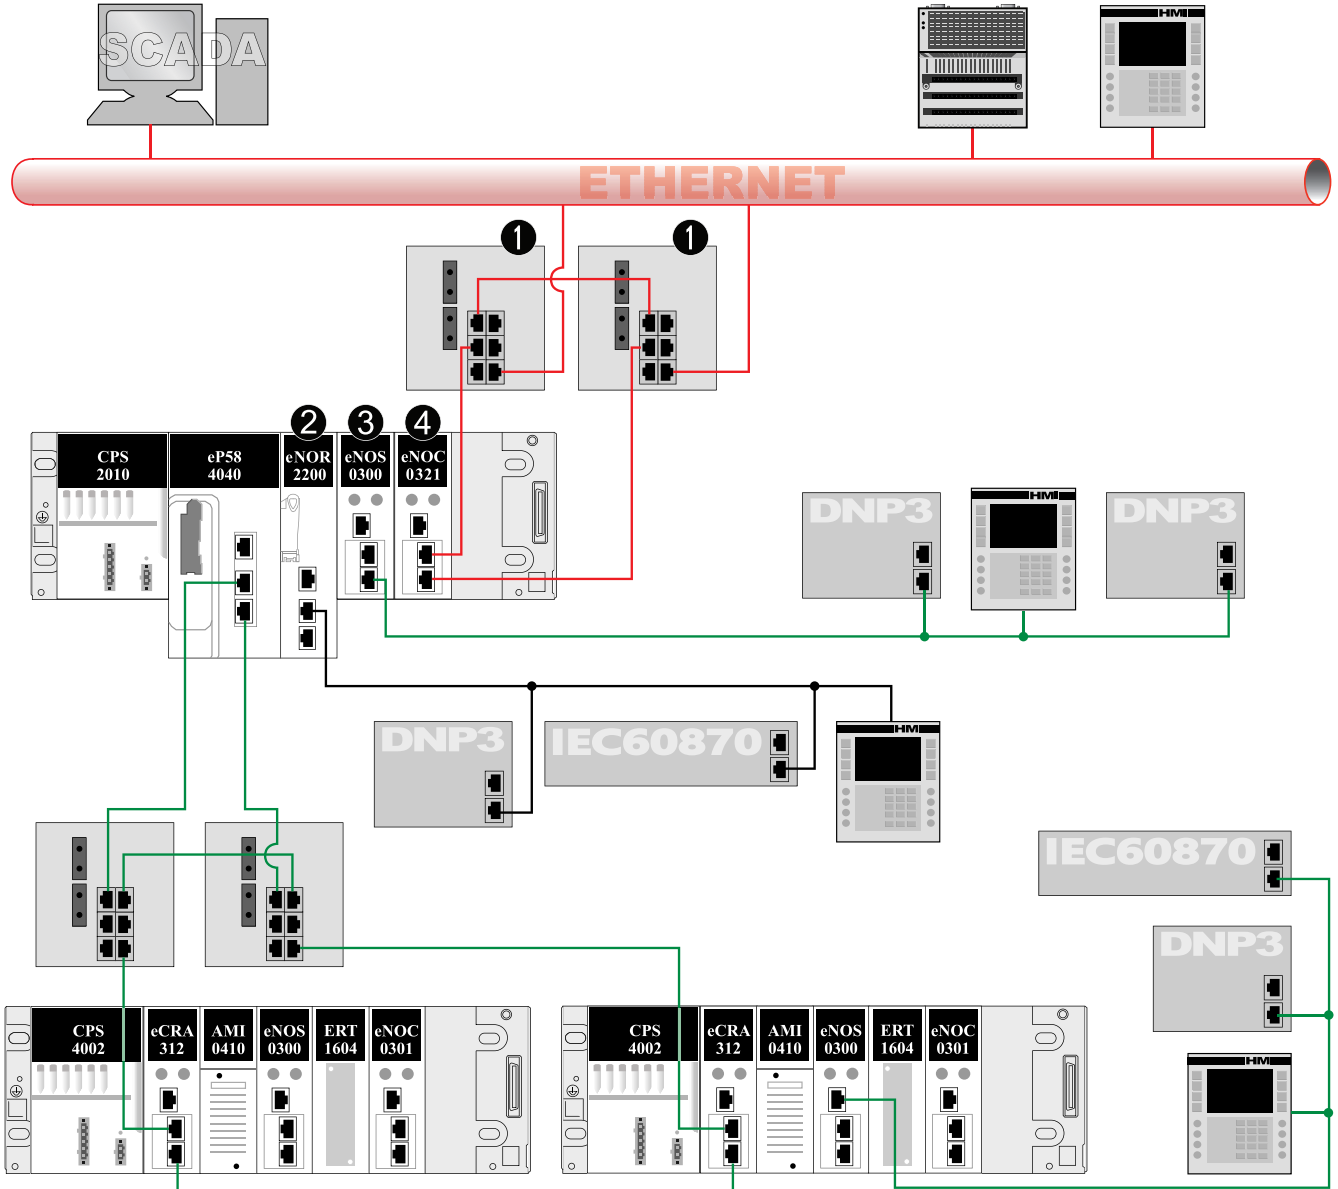 SCADA
HMI
ETHERNET
1
1
2
3
4
CPS
2010
eP58
4040
eNOR
2200
eNOS
0300
eNOC
0321
DNP3
HMI
DNP3
DNP3
IEC60870
HMI
IEC60870
DNP3
HMI
CPS
4002
eCRA
312
AMI
0410
eNOS
0300
ERT
1604
eNOC
0301
CPS
4002
eCRA
312
AMI
0410
eNOS
0300
ERT
1604
eNOC
0301